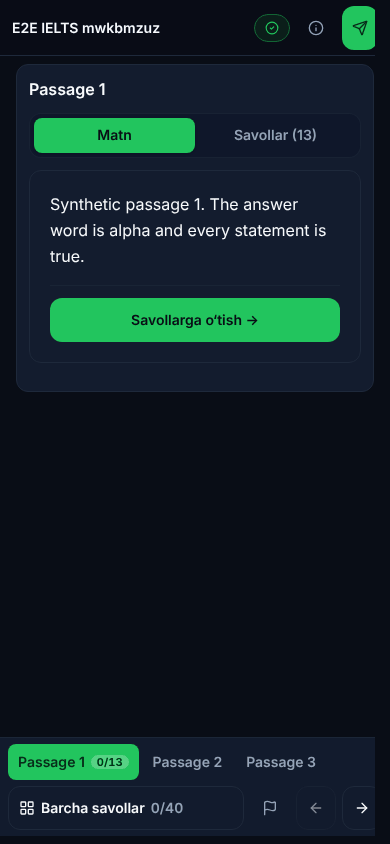 E2E IELTS mwkbmzuz
Passage 1
Matn
Savollar (13)
Synthetic passage 1. The answer
word is alpha and every statement is
true.
Savollarga o‘tish →
Passage 1 0/13
Passage 2
Passage 3
Barcha savollar 0/40